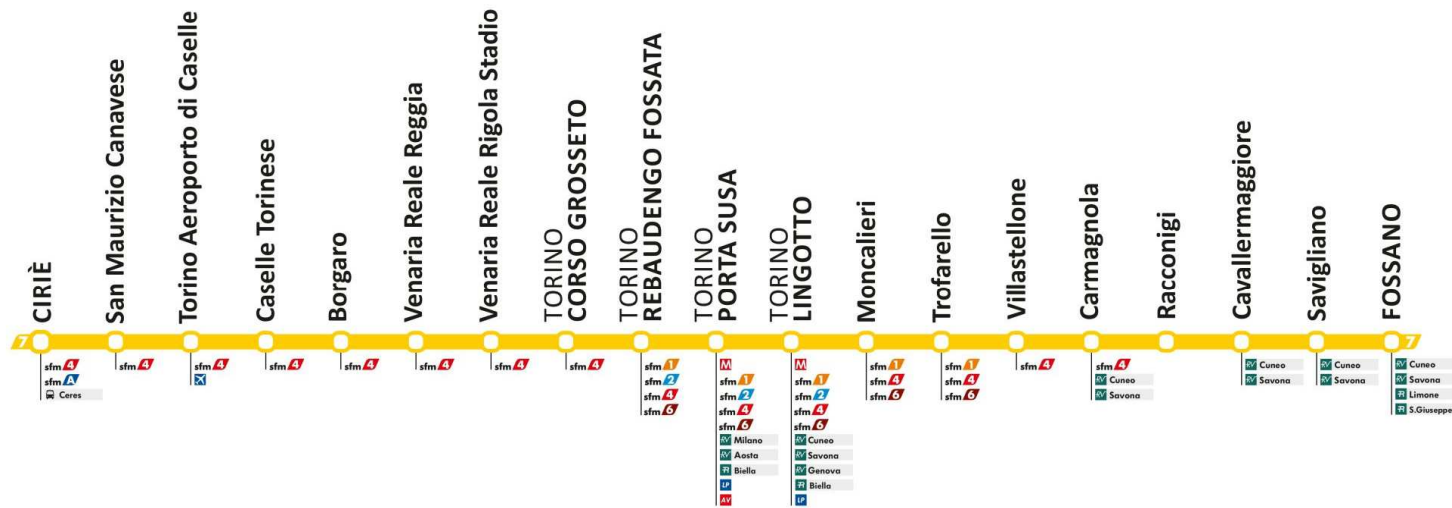 CIRIÈ
San Maurizio Canavese
Torino Aeroporto di Caselle
Caselle Torinese
Borgaro
Venaria Reale Reggia
Venaria Reale Rigola Stadio
TORINO
CORSO GROSSETO
TORINO
REBAUDENGO FOSSATA
TORINO
PORTA SUSA
TORINO
LINGOTTO
Moncalieri
Trofarello
Villastellone
Carmagnola
Racconigi
Cavallermaggiore
Savigliano
FOSSANO
7
7
sfm 4
sfm A
Ceres
sfm 4
sfm 4
sfm 4
sfm 4
sfm 4
sfm 4
sfm 4
sfm 1
sfm 2
sfm 4
sfm 6
M
sfm 1
sfm 2
sfm 4
sfm 6
RV Milano
RV Aosta
R Biella
LP
AV
M
sfm 1
sfm 2
sfm 4
sfm 6
RV Cuneo
RV Savona
RV Genova
R Biella
LP
sfm 1
sfm 4
sfm 6
sfm 1
sfm 4
sfm 6
sfm 4
sfm 4
RV Cuneo
RV Savona
RV Cuneo
RV Savona
RV Cuneo
RV Savona
RV Cuneo
RV Savona
R Limone
R S.Giuseppe